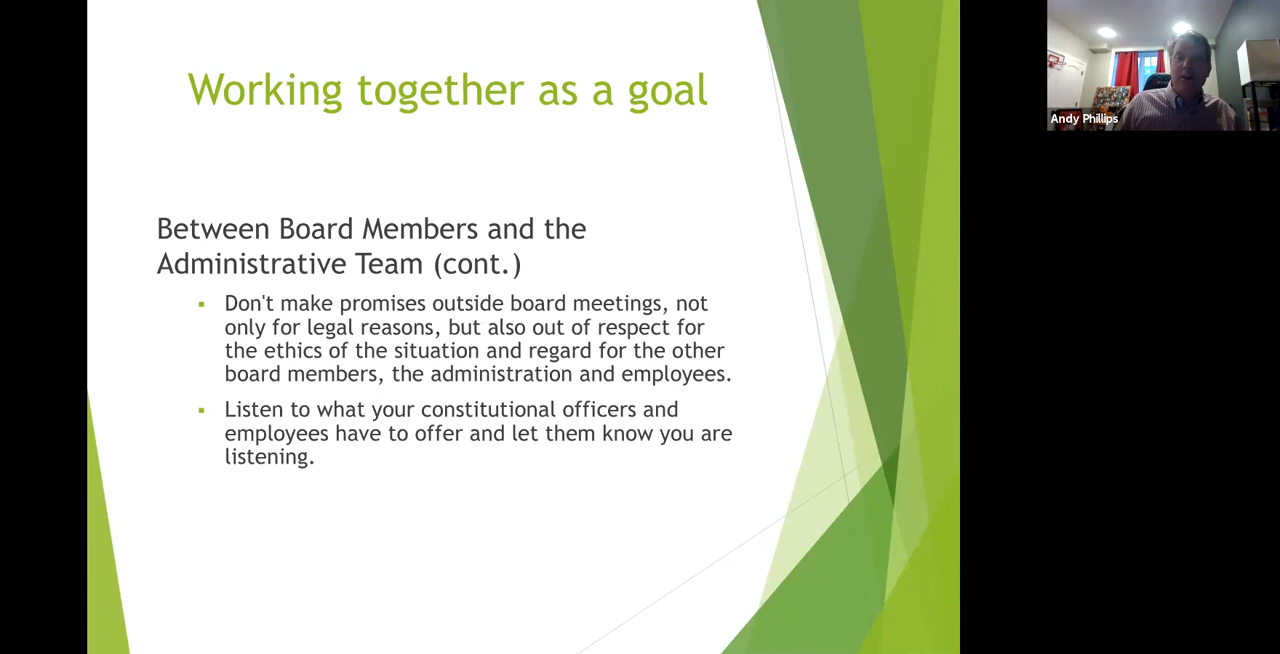 Working together as a goal
Between Board Members and the
Administrative Team (cont.)
Don't make promises outside board meetings, not
only for legal reasons, but also out of respect for
the ethics of the situation and regard for the other
board members, the administration and employees.
Listen to what your constitutional officers and
employees have to offer and let them know you are
listening.
Andy Phillips